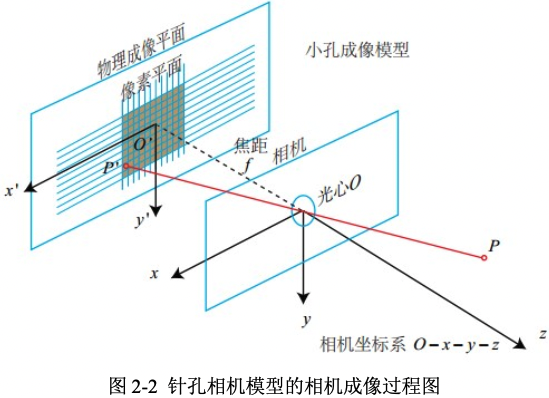 物理成像平面
小孔成像模型
像素平面
O'
焦距
f
相机
P'
x'
y'
光心O
P
x
y
z
相机坐标系 O-x-y-z
图 2-2 针孔相机模型的相机成像过程图